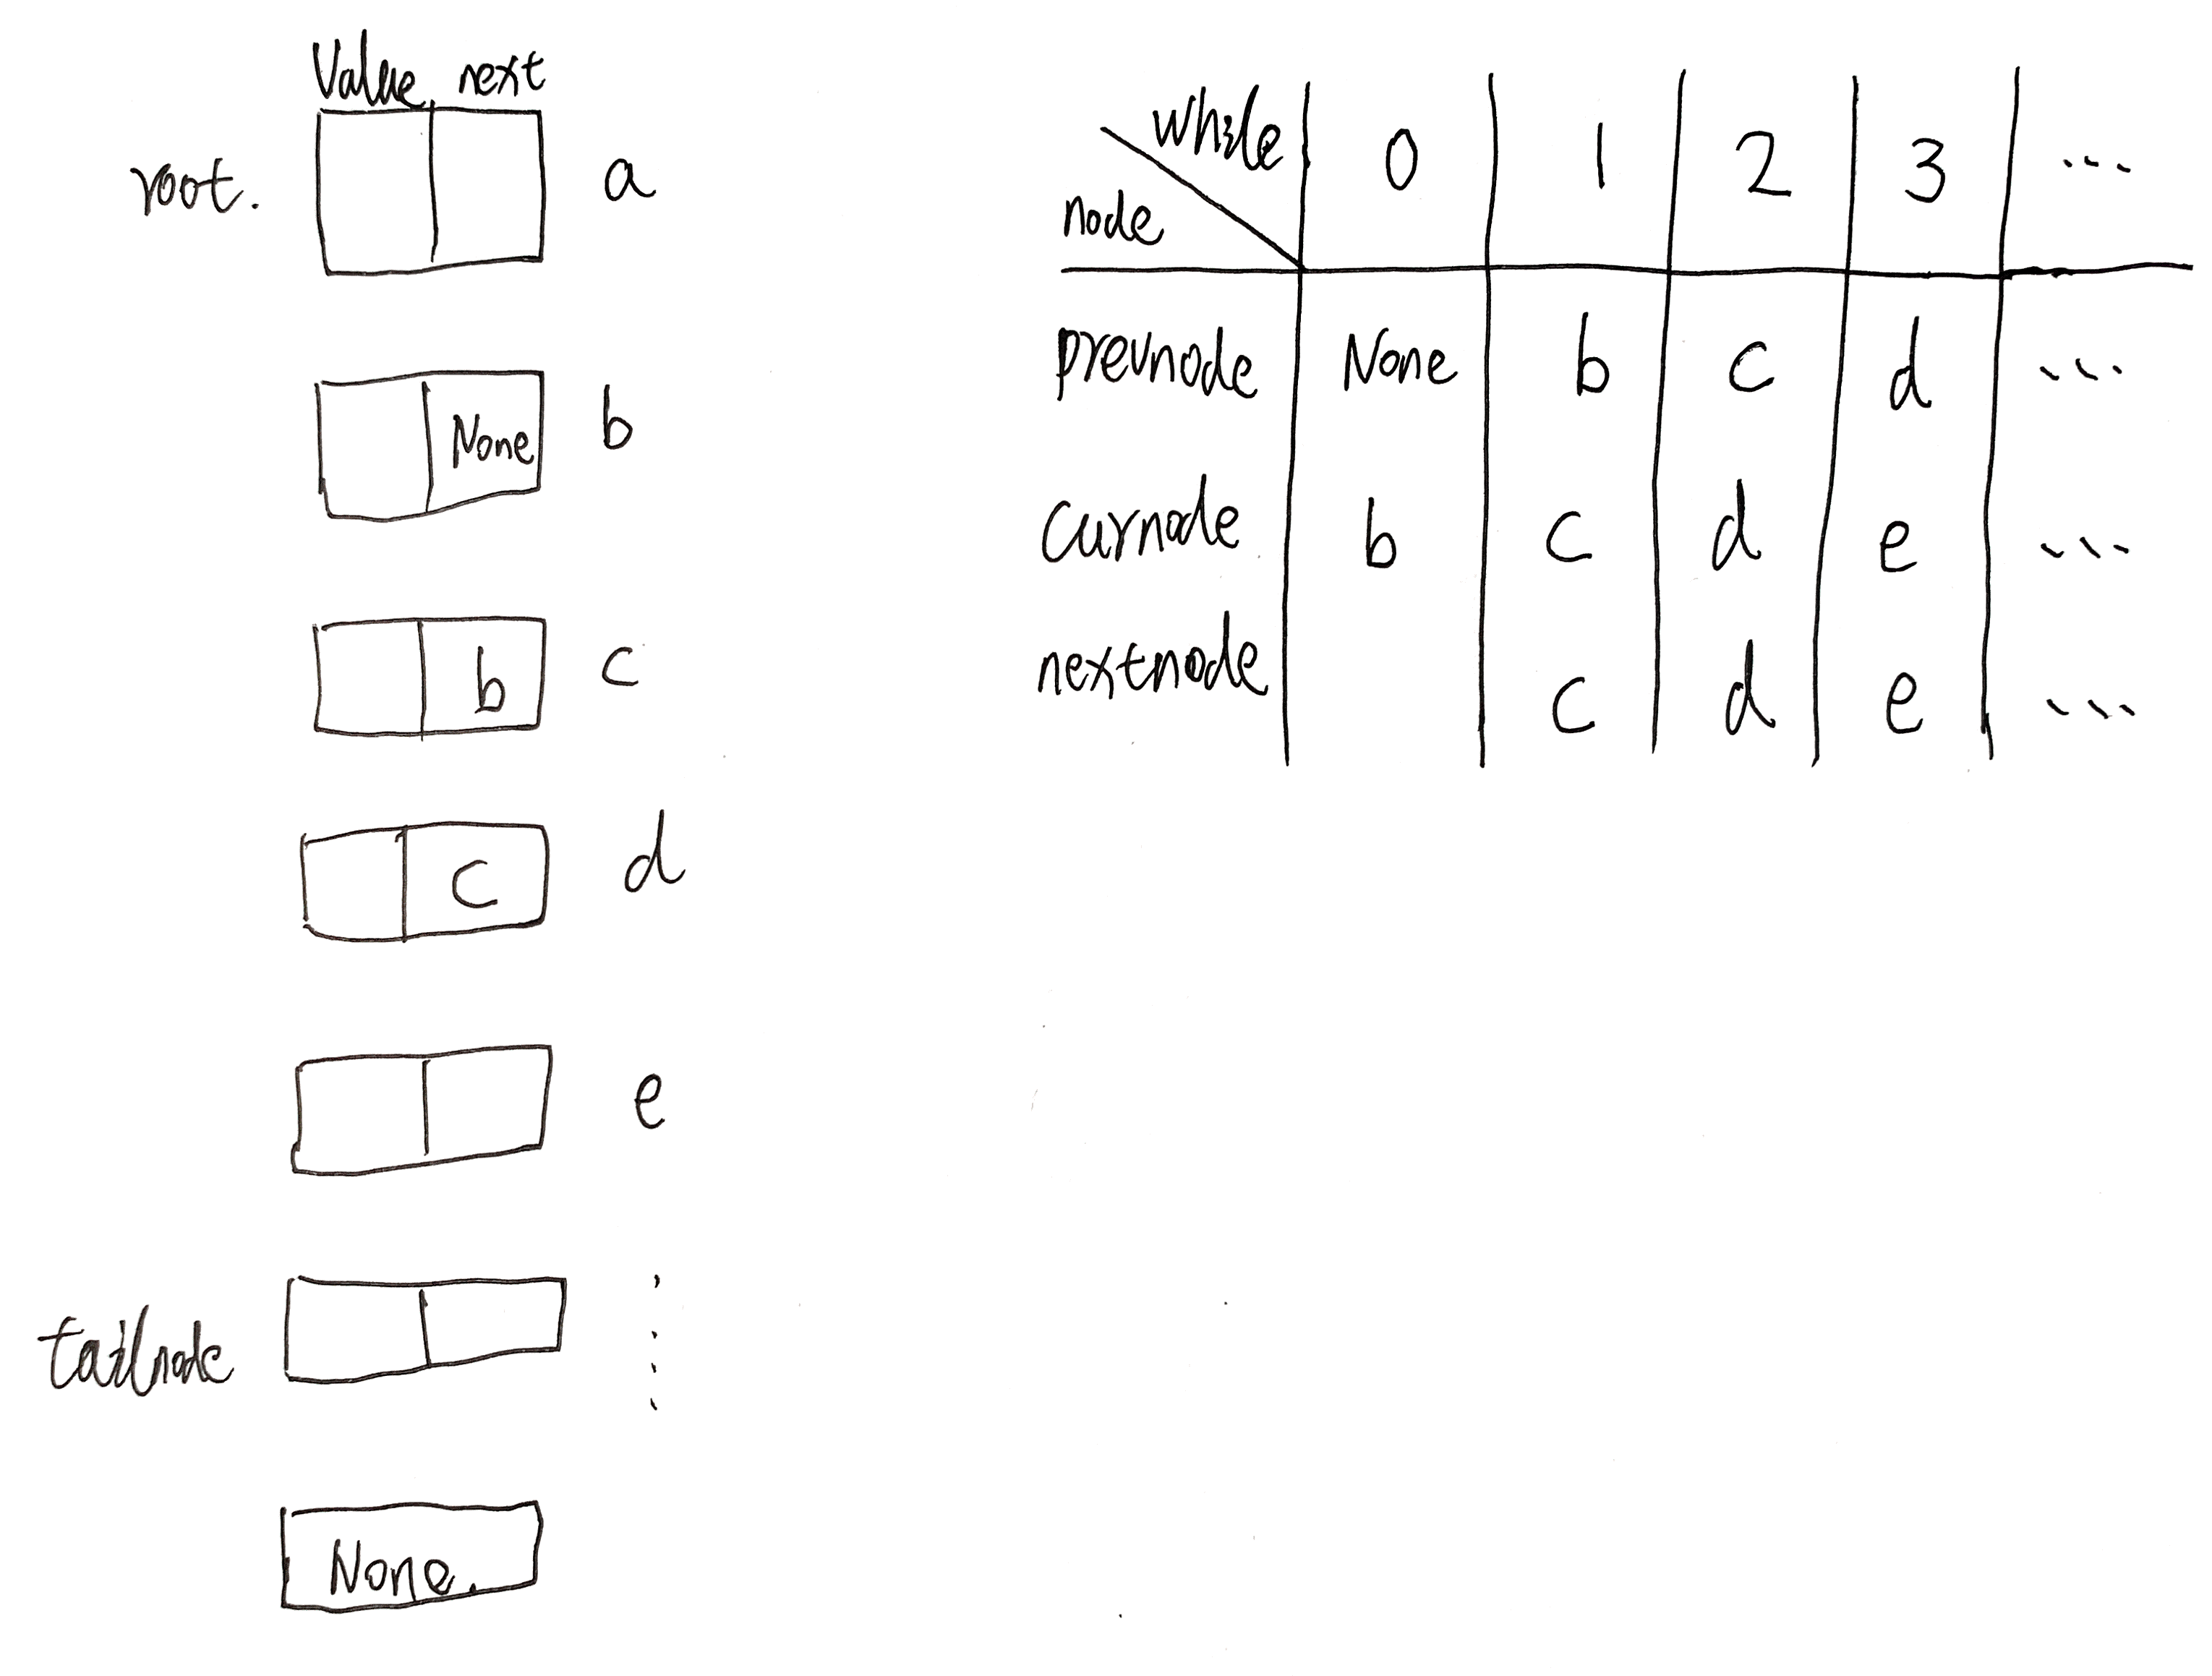 Value next
root. a
None b
b c
c d
e
tailnode
None.
while 0 1 2 3 ...
node
prevnode None b c d ...
curnode b c d e ...
nextnode c d e ...